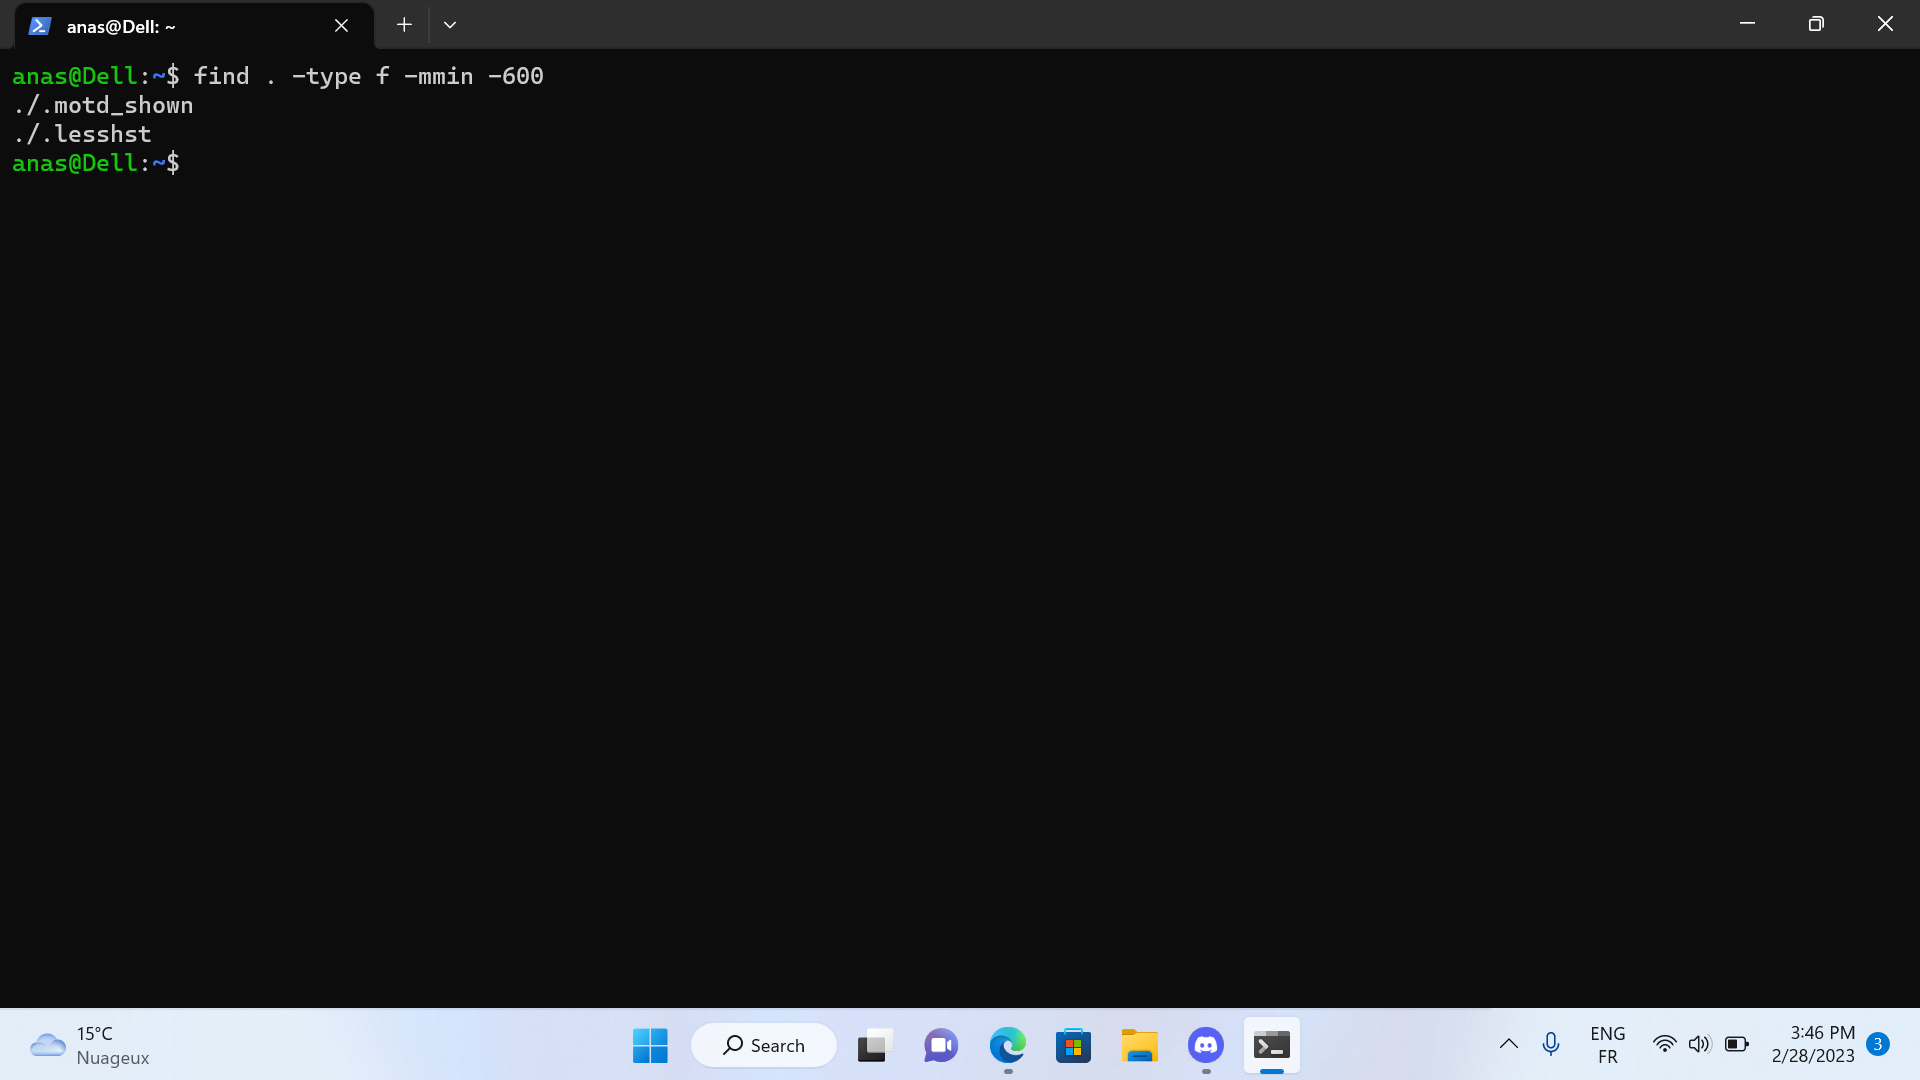 anas@Dell: ~
anas@Dell:~$ find . -type f -mmin -600
./.motd_shown
./.lesshst
anas@Dell:~$
15°C
Nuageux
Search
ENG
FR
3:46 PM
2/28/2023
3